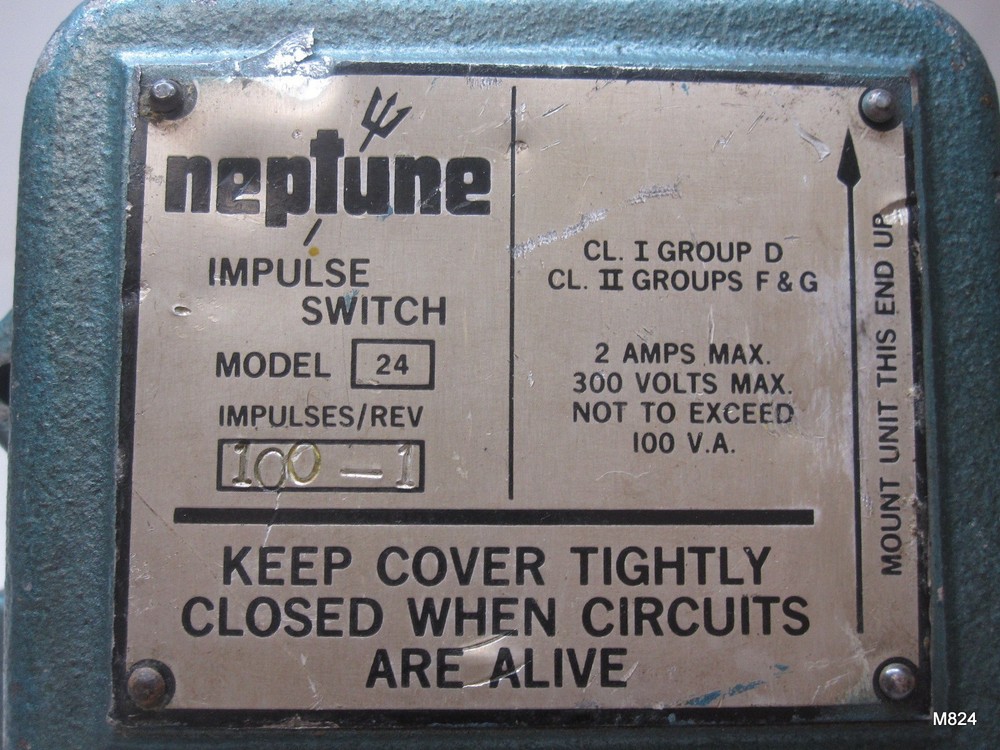 neptune
IMPULSE
SWITCH
MODEL 24
IMPULSES/REV
100-1
CL. I GROUP D
CL. II GROUPS F & G
2 AMPS MAX.
300 VOLTS MAX.
NOT TO EXCEED
100 V.A.
MOUNT UNIT THIS END UP
KEEP COVER TIGHTLY
CLOSED WHEN CIRCUITS
ARE ALIVE
M824